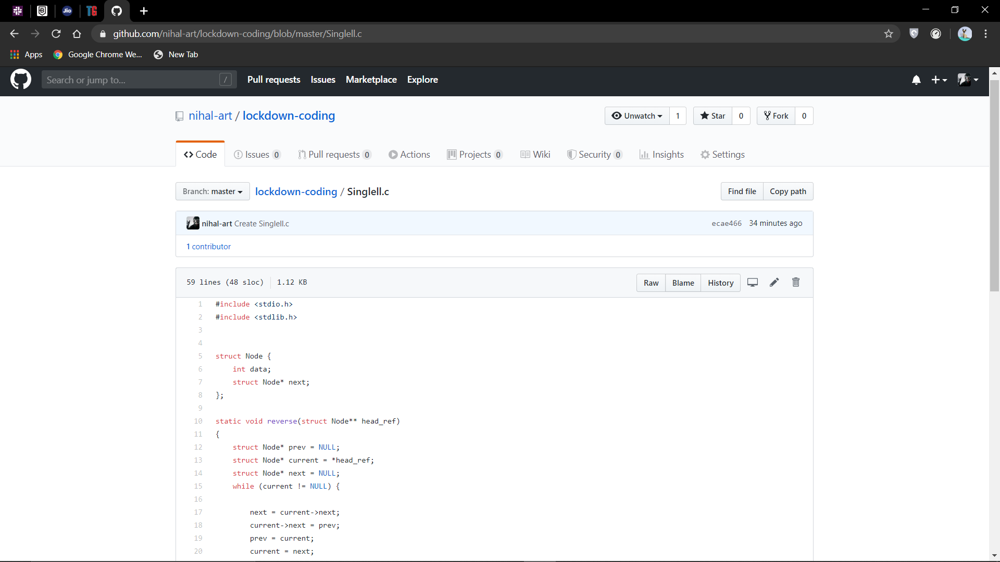 Jio TG
github.com/nihal-art/lockdown-coding/blob/master/Singlell.c
Apps Google Chrome We... New Tab
Search or jump to... / Pull requests Issues Marketplace Explore
nihal-art / lockdown-coding Unwatch 1 Star 0 Fork 0
Code Issues 0 Pull requests 0 Actions Projects 0 Wiki Security 0 Insights Settings
Branch: master lockdown-coding / Singlell.c Find file Copy path
nihal-art Create Singlell.c ecae466 34 minutes ago
1 contributor
59 lines (48 sloc) 1.12 KB Raw Blame History
1 #include <stdio.h>
2 #include <stdlib.h>
3
4
5 struct Node {
6 int data;
7 struct Node* next;
8 };
9
10 static void reverse(struct Node** head_ref)
11 {
12 struct Node* prev = NULL;
13 struct Node* current = *head_ref;
14 struct Node* next = NULL;
15 while (current != NULL) {
16
17 next = current->next;
18 current->next = prev;
19 prev = current;
20 current = next;